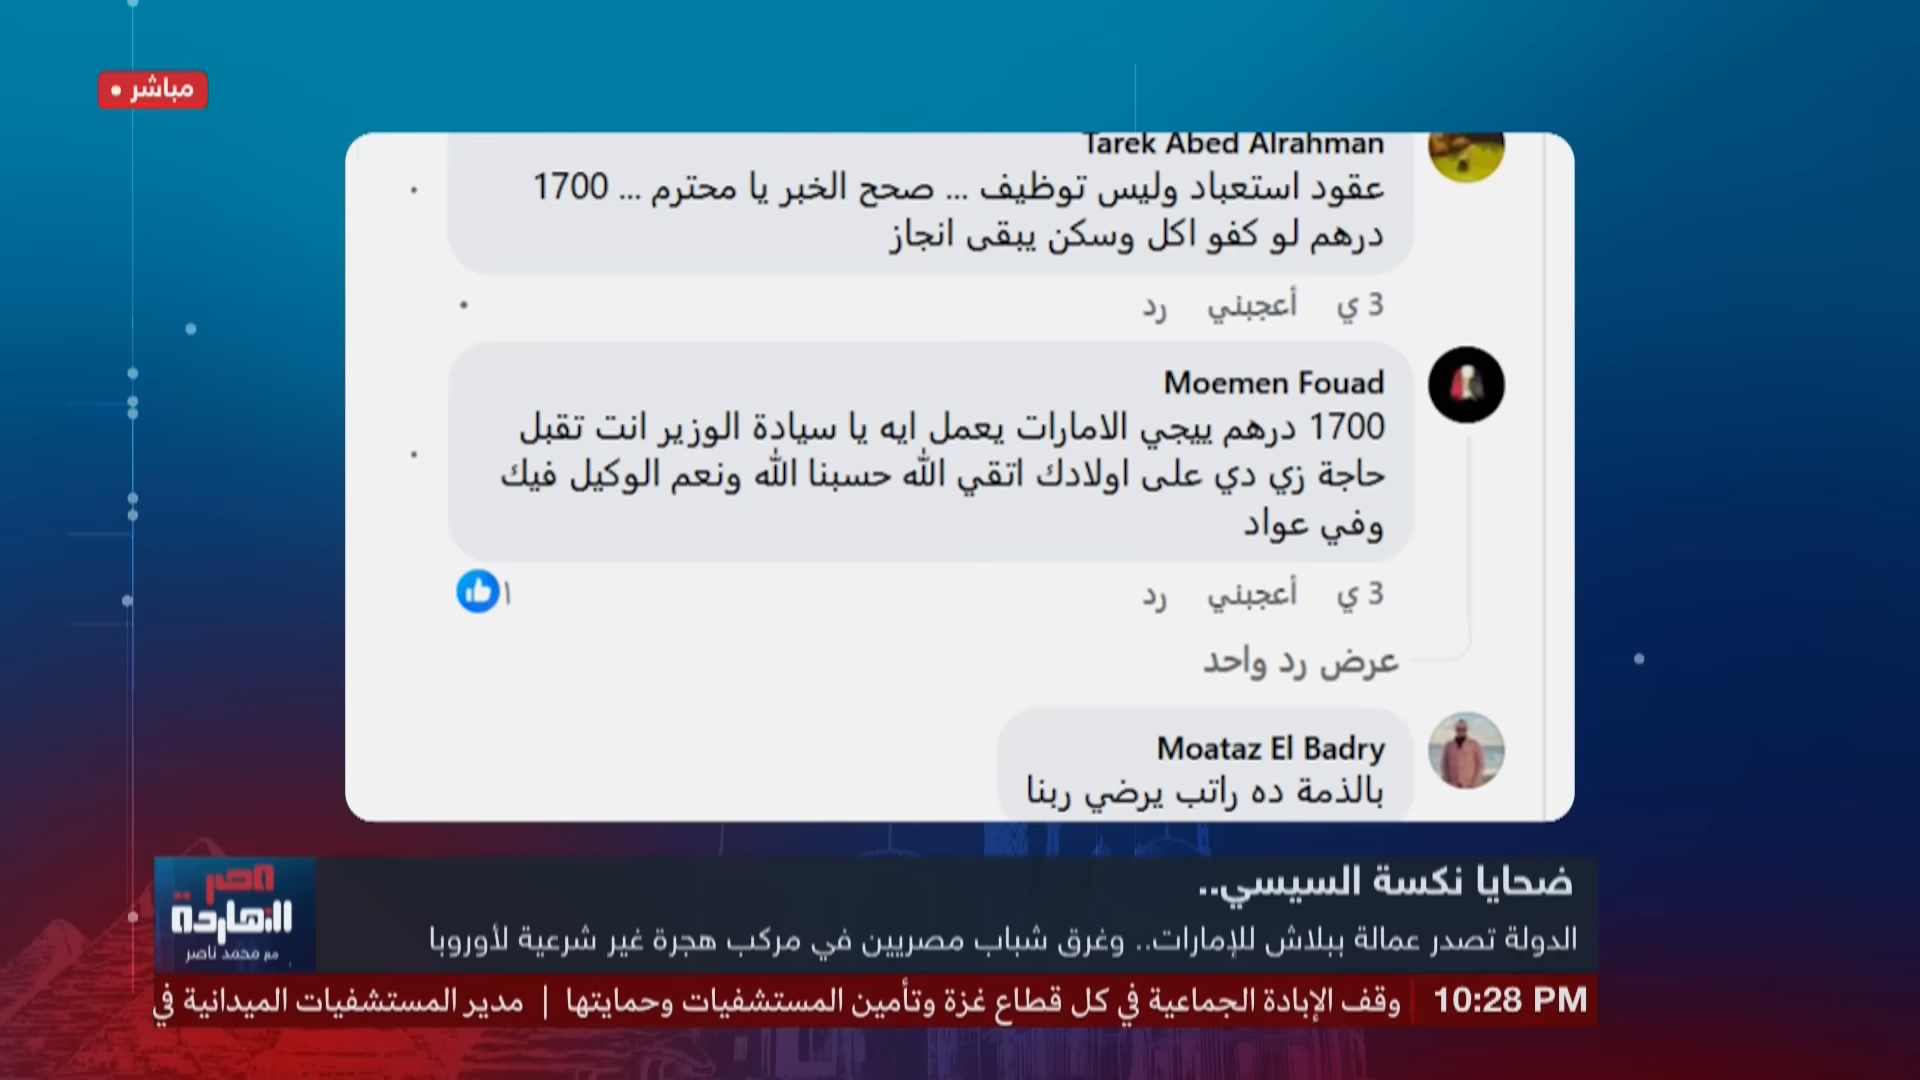 مباشر
Tarek Abed Alrahman
عقود استعباد وليس توظيف ... صحح الخبر يا محترم ... 1700
درهم لو كفو اكل وسكن يبقى انجاز
3 ي أعجبني رد
Moemen Fouad
1700 درهم ييجي الامارات يعمل ايه يا سيادة الوزير انت تقبل
حاجة زي دي على اولادك اتقي الله حسبنا الله ونعم الوكيل فيك
وفي عواد
3 ي أعجبني رد
١
عرض رد واحد
Moataz El Badry
بالذمة ده راتب يرضي ربنا
ضحايا نكسة السيسي..
الدولة تصدر عمالة ببلاش للإمارات.. وغرق شباب مصريين في مركب هجرة غير شرعية لأوروبا
مصر
النهاردة
مع محمد ناصر
10:28 PM
وقف الإبادة الجماعية في كل قطاع غزة وتأمين المستشفيات وحمايتها | مدير المستشفيات الميدانية في